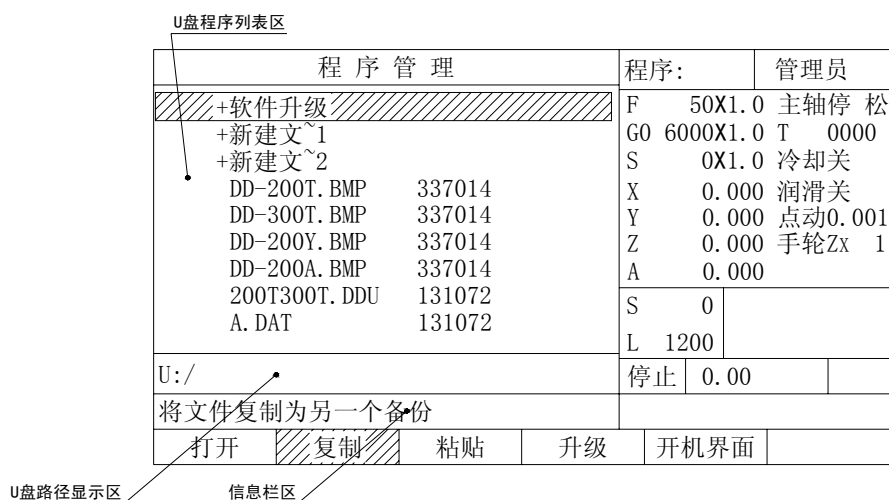 U盘程序列表区
程 序 管 理
程序: 管理员
+软件升级
+新建文~1
+新建文~2
DD-200T.BMP 337014
DD-300T.BMP 337014
DD-200Y.BMP 337014
DD-200A.BMP 337014
200T300T.DDU 131072
A.DAT 131072
F 50X1.0 主轴停 松
G0 6000X1.0 T 0000
S 0X1.0 冷却关
X 0.000 润滑关
Y 0.000 点动0.001
Z 0.000 手轮Zx 1
A 0.000
S 0
L 1200
U:/
停止 0.00
将文件复制为另一个备份
打开 复制 粘贴 升级 开机界面
U盘路径显示区 信息栏区